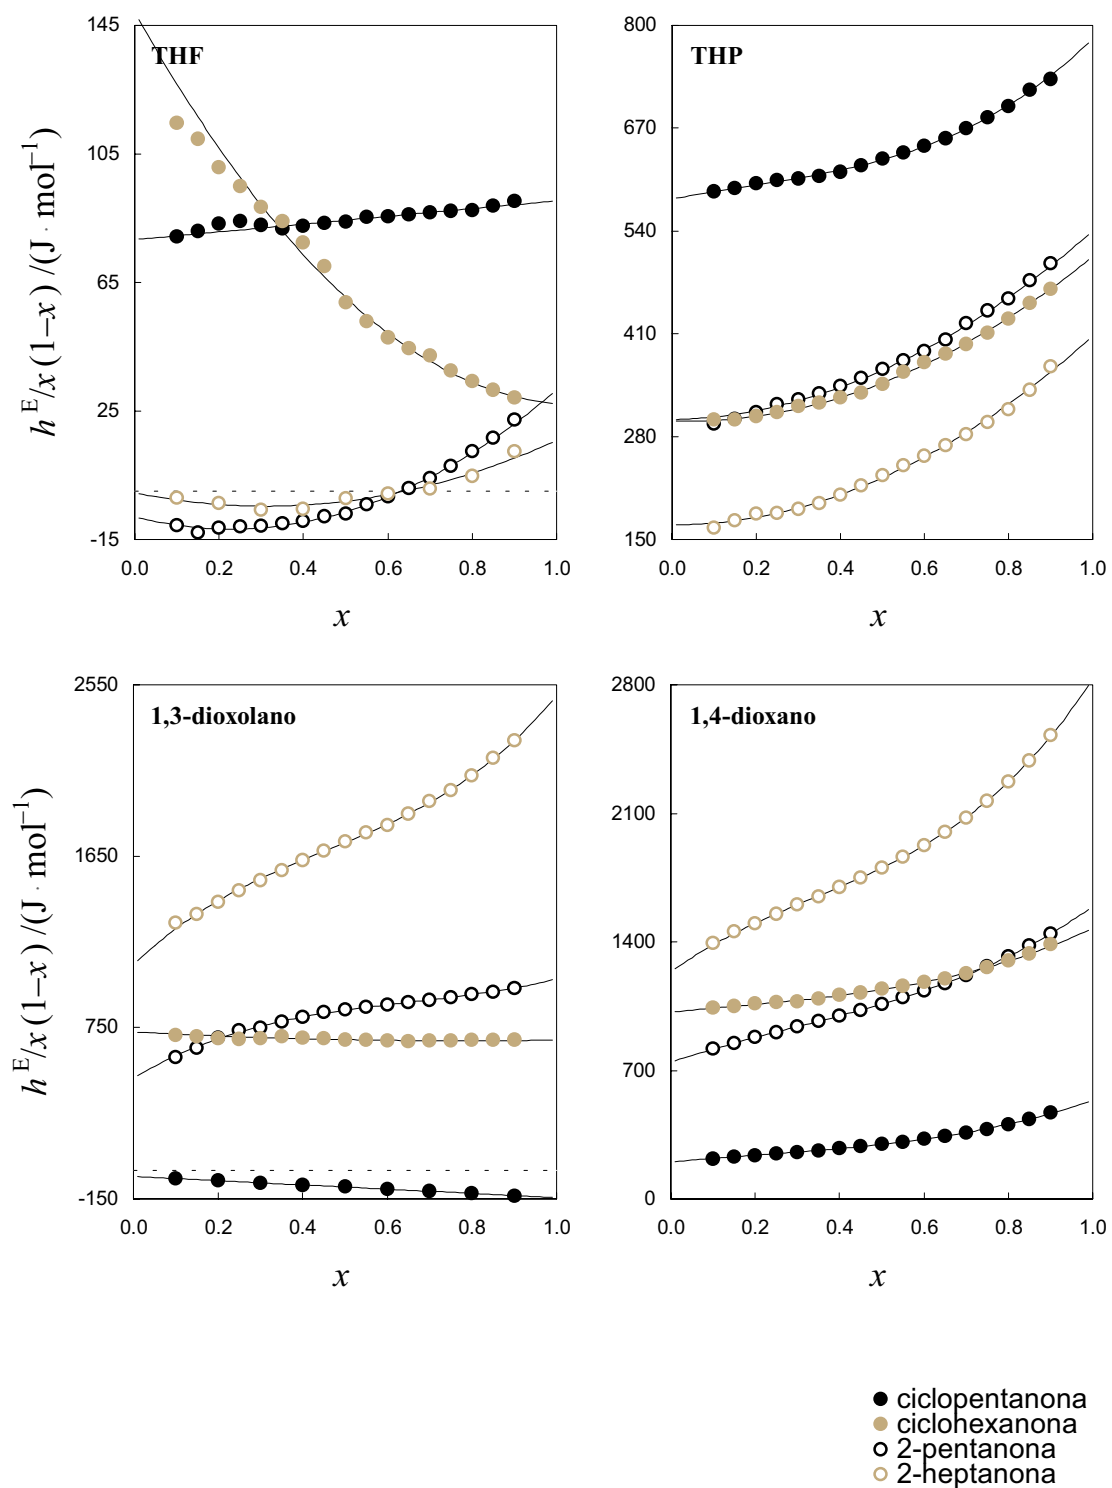 THF
145
105
65
25
-15
0.0 0.2 0.4 0.6 0.8 1.0
x
h^E/x(1–x) /(J · mol⁻¹)
THP
800
670
540
410
280
150
0.0 0.2 0.4 0.6 0.8 1.0
x
1,3-dioxolano
2550
1650
750
-150
0.0 0.2 0.4 0.6 0.8 1.0
x
h^E/x(1–x) /(J · mol⁻¹)
1,4-dioxano
2800
2100
1400
700
0
0.0 0.2 0.4 0.6 0.8 1.0
x
ciclopentanona
ciclohexanona
2-pentanona
2-heptanona